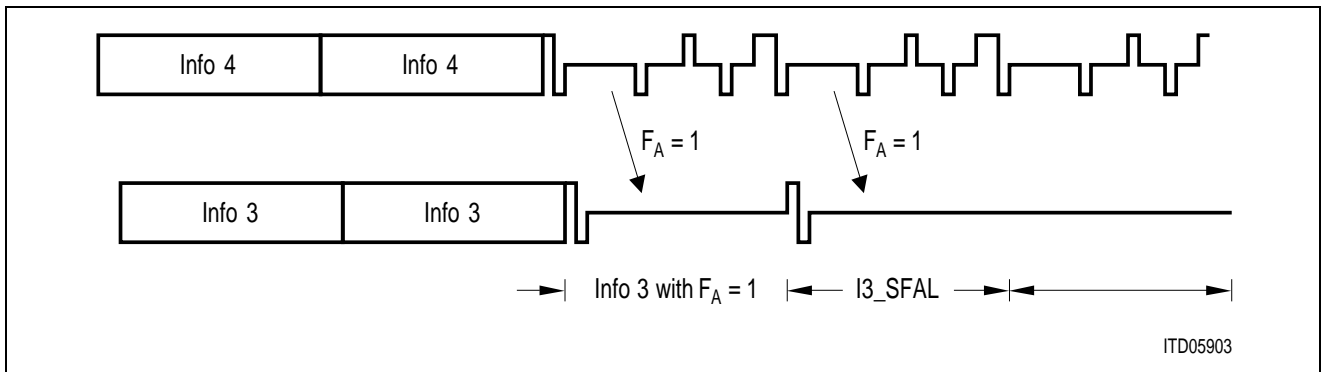 Info 4 Info 4
F_A = 1 F_A = 1
Info 3 Info 3
Info 3 with F_A = 1 I3_SFAL
ITD05903